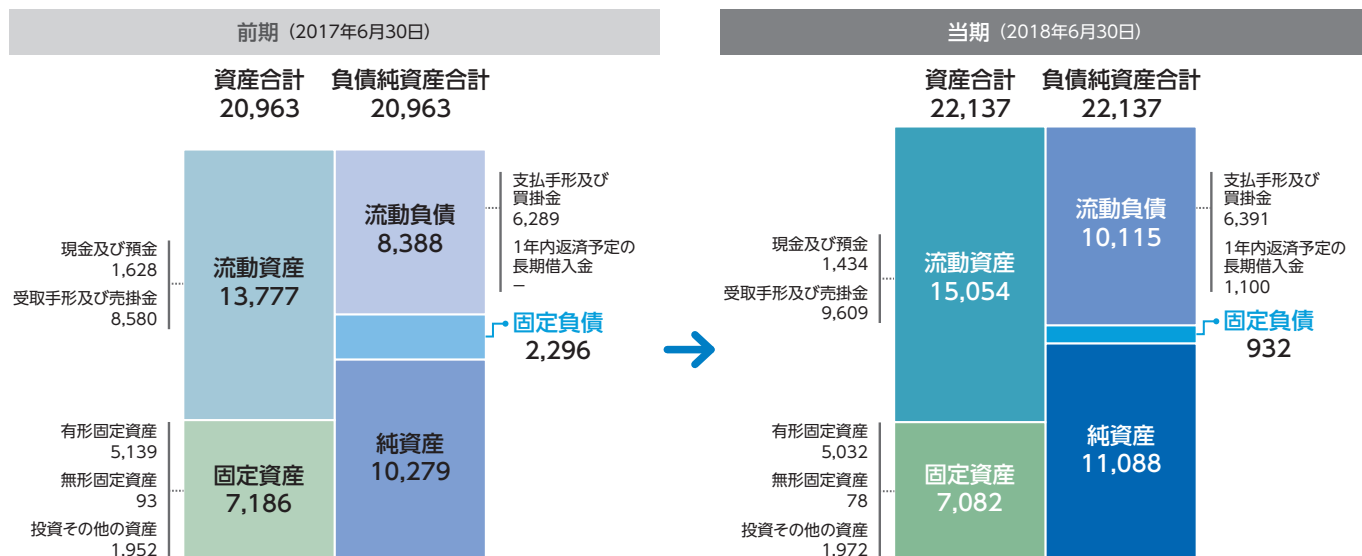 前期（2017年6月30日）
資産合計
20,963
負債純資産合計
20,963
現金及び預金
1,628
受取手形及び売掛金
8,580
流動資産
13,777
流動負債
8,388
支払手形及び
買掛金
6,289
1年内返済予定の
長期借入金
−
固定負債
2,296
有形固定資産
5,139
無形固定資産
93
投資その他の資産
1,952
固定資産
7,186
純資産
10,279
当期（2018年6月30日）
資産合計
22,137
負債純資産合計
22,137
現金及び預金
1,434
受取手形及び売掛金
9,609
流動資産
15,054
流動負債
10,115
支払手形及び
買掛金
6,391
1年内返済予定の
長期借入金
1,100
固定負債
932
有形固定資産
5,032
無形固定資産
78
投資その他の資産
1,972
固定資産
7,082
純資産
11,088